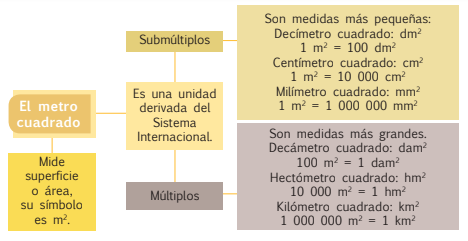 El metro
cuadrado
Mide
superficie
o área,
su símbolo
es m².
Submúltiplos
Es una unidad
derivada del
Sistema
Internacional.
Múltiplos
Son medidas más pequeñas:
Decímetro cuadrado: dm²
1 m² = 100 dm²
Centímetro cuadrado: cm²
1 m² = 10 000 cm²
Milímetro cuadrado: mm²
1 m² = 1 000 000 mm²
Son medidas más grandes.
Decámetro cuadrado: dam²
100 m² = 1 dam²
Hectómetro cuadrado: hm²
10 000 m² = 1 hm²
Kilómetro cuadrado: km²
1 000 000 m² = 1 km²